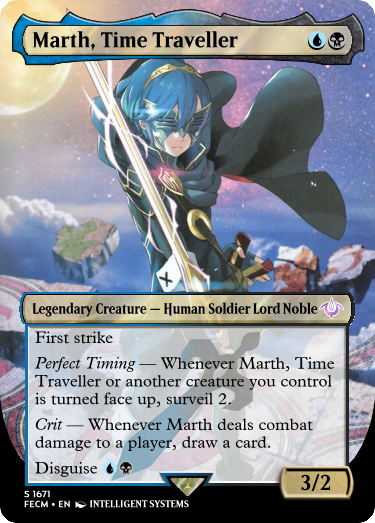 Marth, Time Traveller
Legendary Creature — Human Soldier Lord Noble
First strike
Perfect Timing — Whenever Marth, Time
Traveller or another creature you control
is turned face up, surveil 2.
Crit — Whenever Marth deals combat
damage to a player, draw a card.
Disguise
3/2
S 1671
FECM • EN INTELLIGENT SYSTEMS